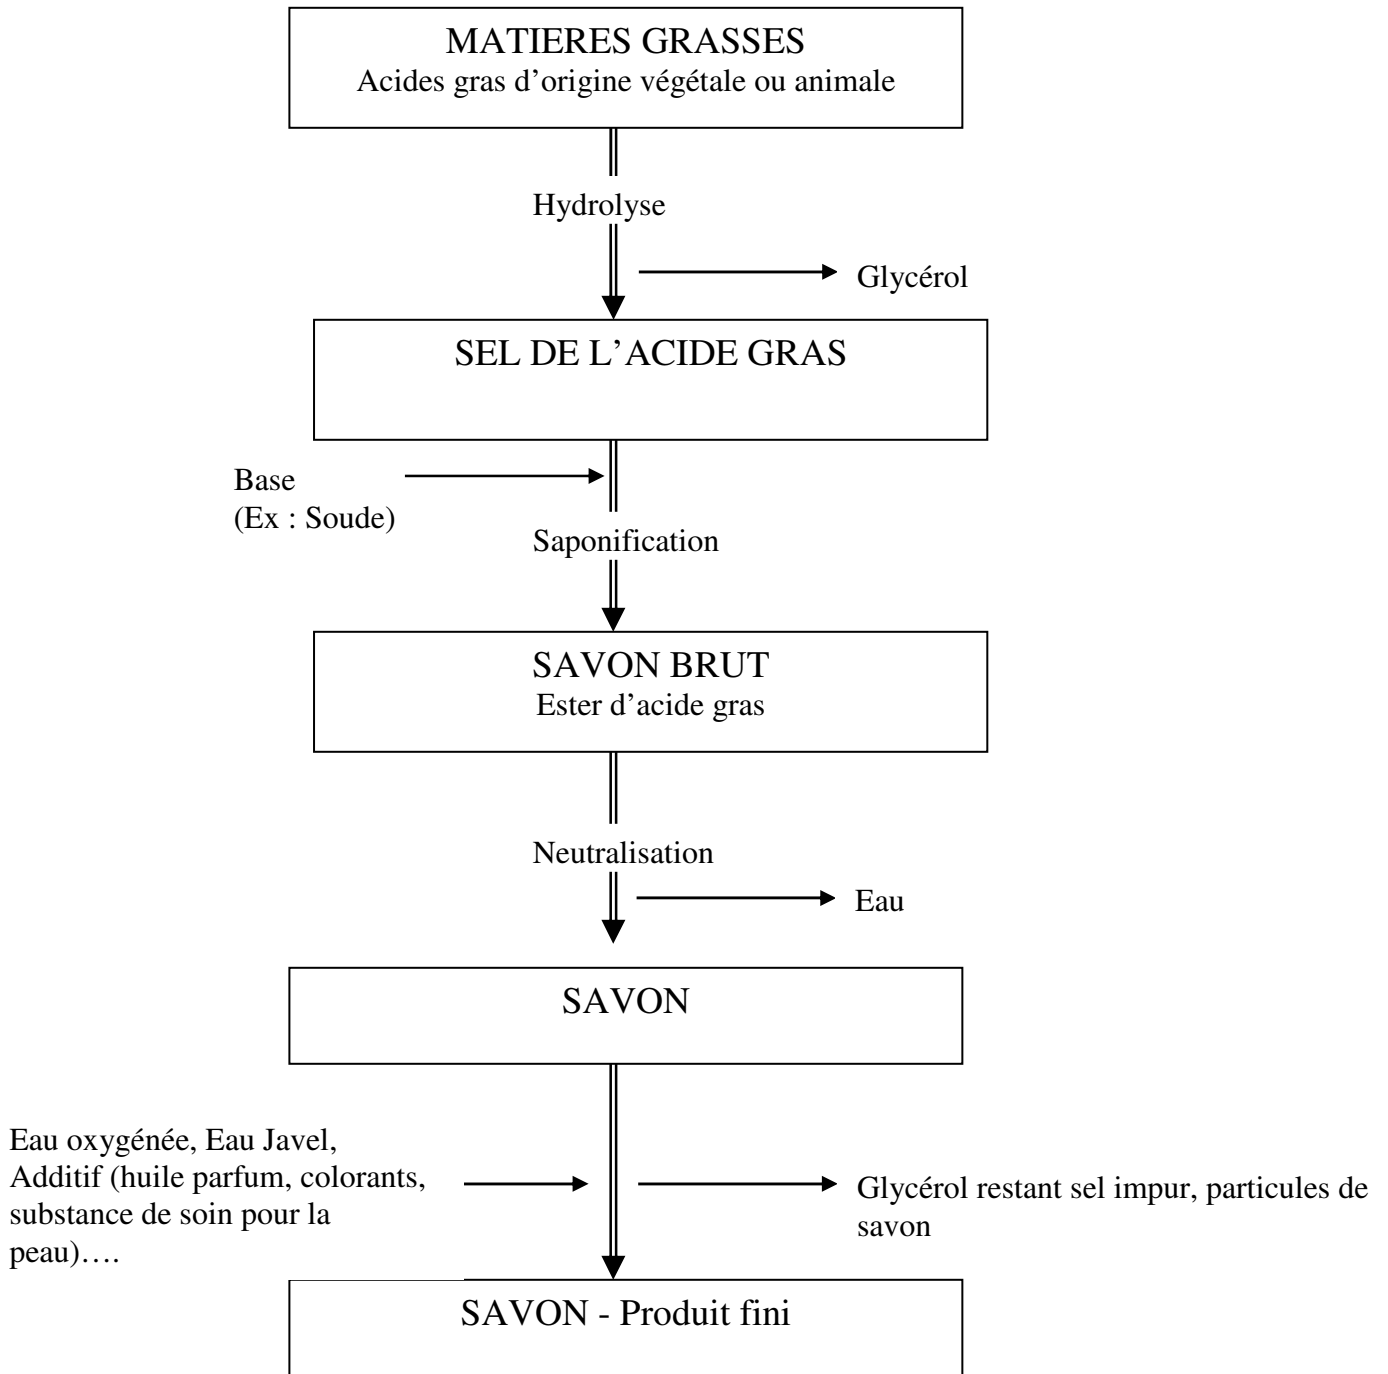 MATIERES GRASSES
Acides gras d’origine végétale ou animale
Hydrolyse
Glycérol
SEL DE L’ACIDE GRAS
Base
(Ex : Soude)
Saponification
SAVON BRUT
Ester d’acide gras
Neutralisation
Eau
SAVON
Eau oxygénée, Eau Javel,
Additif (huile parfum, colorants,
substance de soin pour la
peau)….
Glycérol restant sel impur, particules de
savon
SAVON - Produit fini